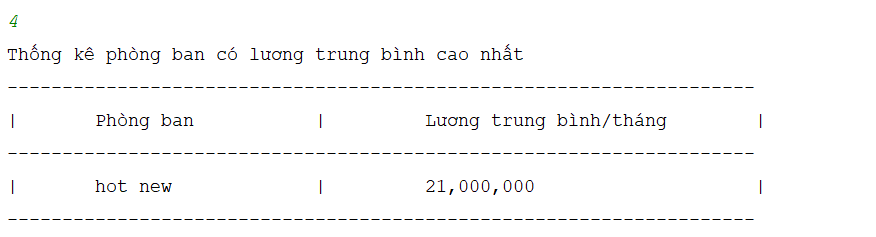 4
Thống kê phòng ban có lương trung bình cao nhất
--------------------------------------------------------------------
| Phòng ban | Lương trung bình/tháng |
--------------------------------------------------------------------
| hot new | 21,000,000 |
--------------------------------------------------------------------